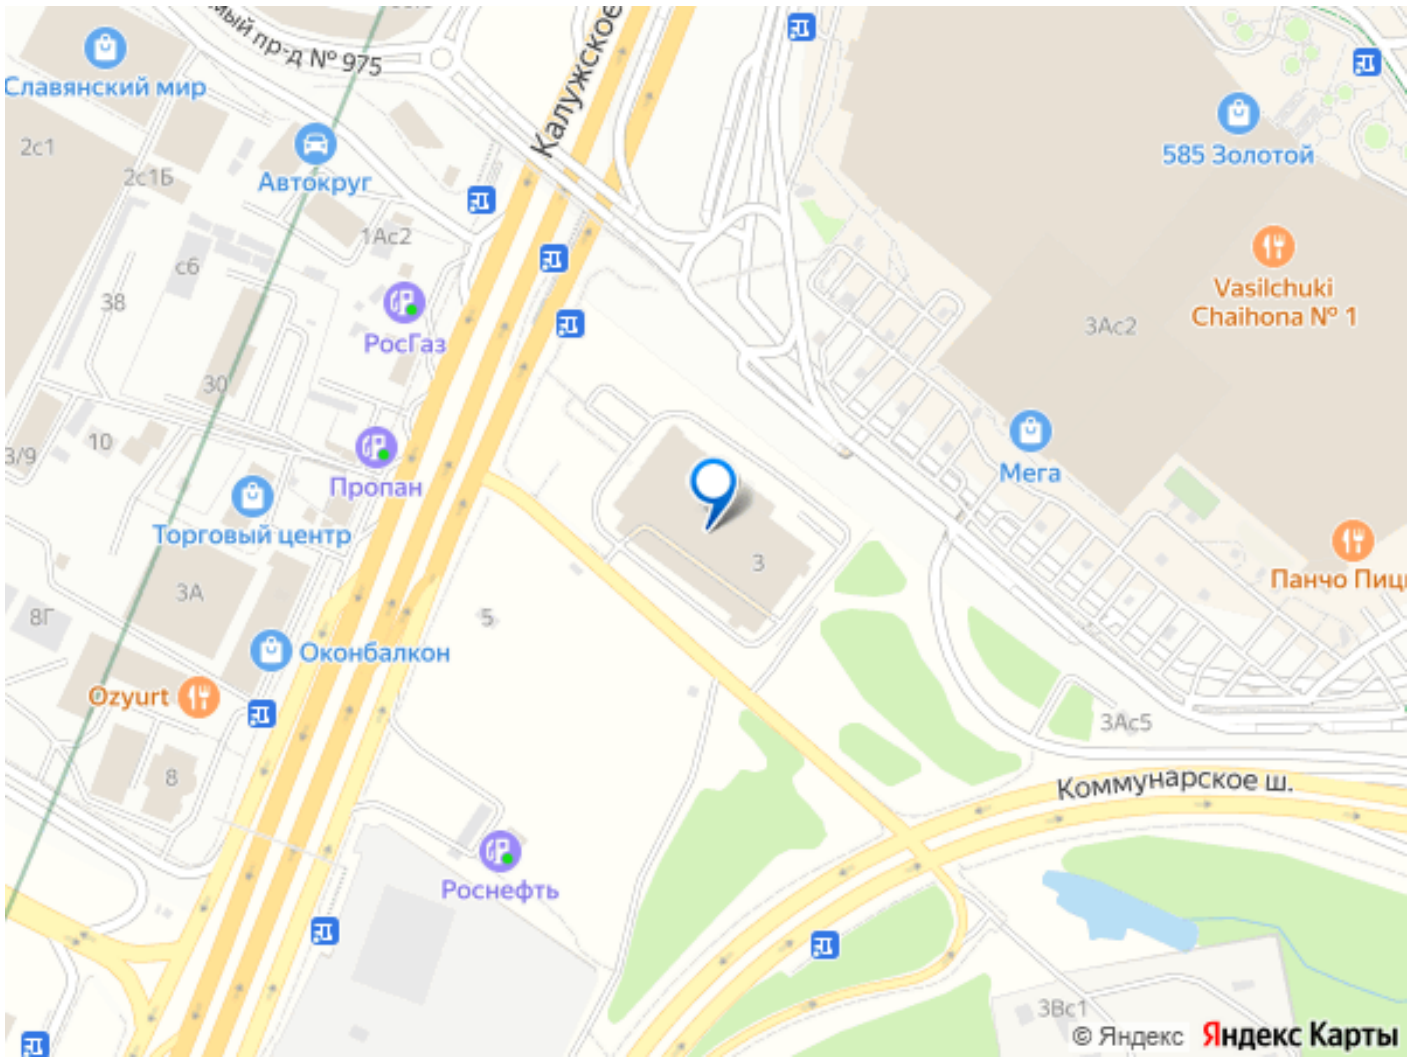 Славянский мир
мый пр-д № 975
Калужское
585 Золотой
2с1
2с1Б
Автокруг
1Ас2
с6
38
РосГаз
Vasilchuki
Chaihona № 1
3Ас2
30
10
3/9
Пропан
Мега
Торговый центр
3
Панчо Пиц
3А
8Г
5
Оконбалкон
Ozyurt
3Ас5
8
Коммунарское ш.
Роснефть
3Вс1
© Яндекс Яндекс Карты